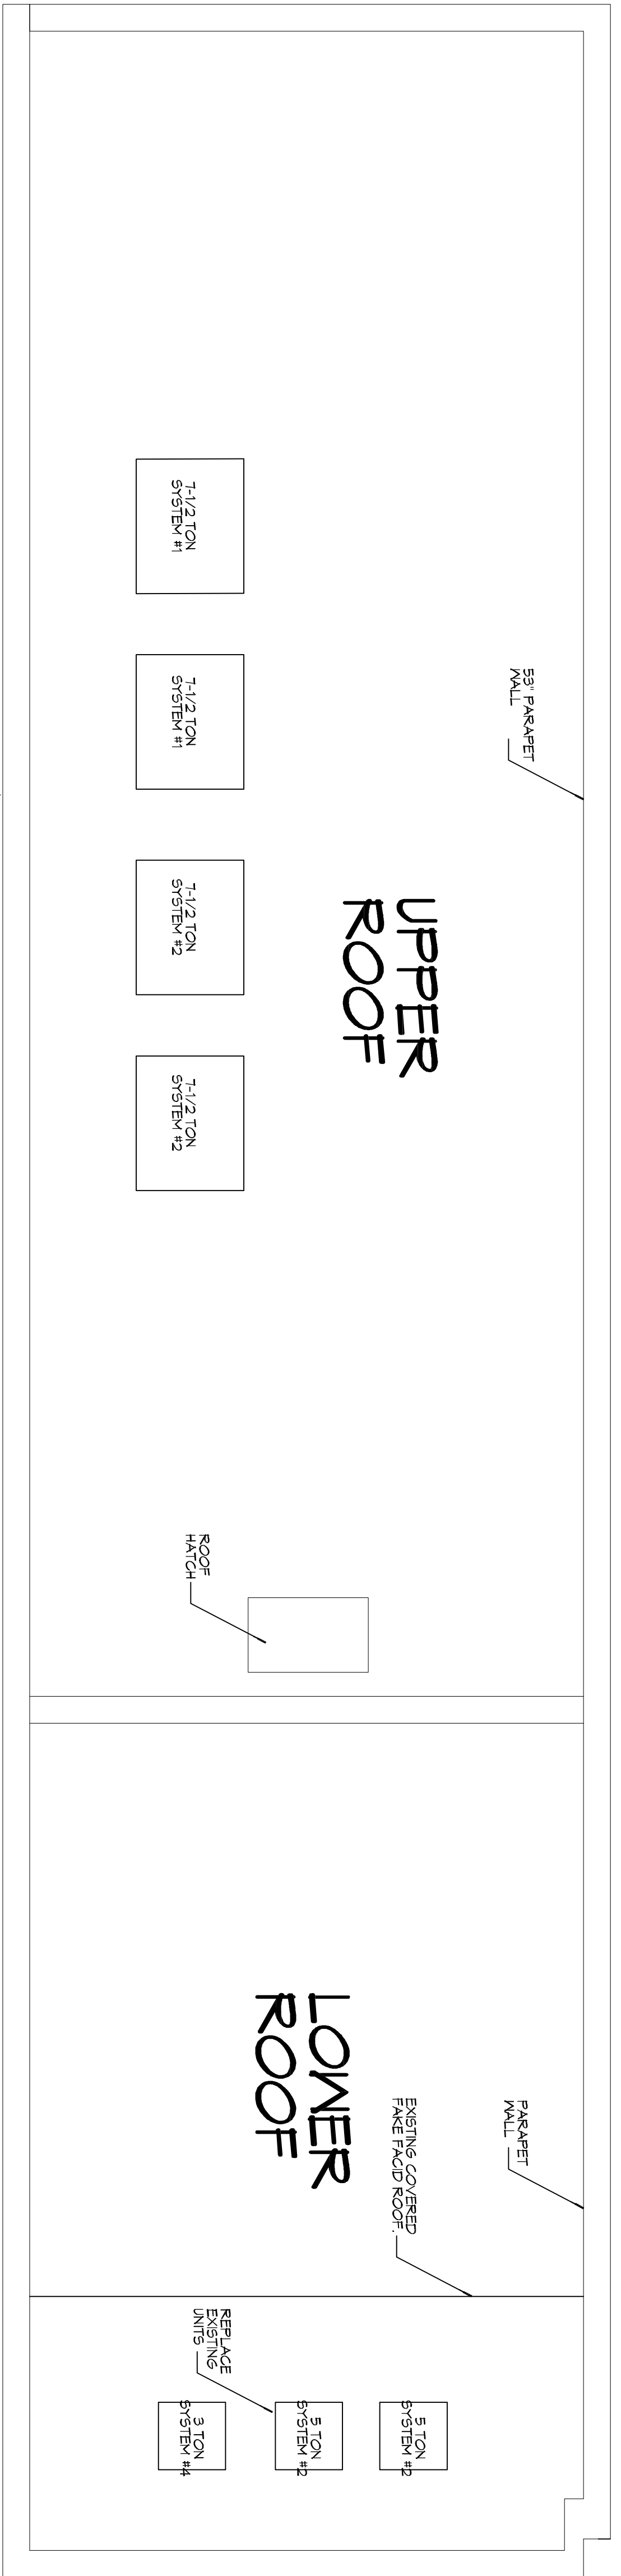 7-1/2 TON
SYSTEM #1
7-1/2 TON
SYSTEM #1
7-1/2 TON
SYSTEM #2
7-1/2 TON
SYSTEM #2
53" PARAPET
WALL
UPPER
ROOF
ROOF
HATCH
LOWER
ROOF
PARAPET
WALL
EXISTING COVERED
FAKE FACID ROOF.
REPLACE
EXISTING
UNITS
5 TON
SYSTEM #2
5 TON
SYSTEM #2
3 TON
SYSTEM #4